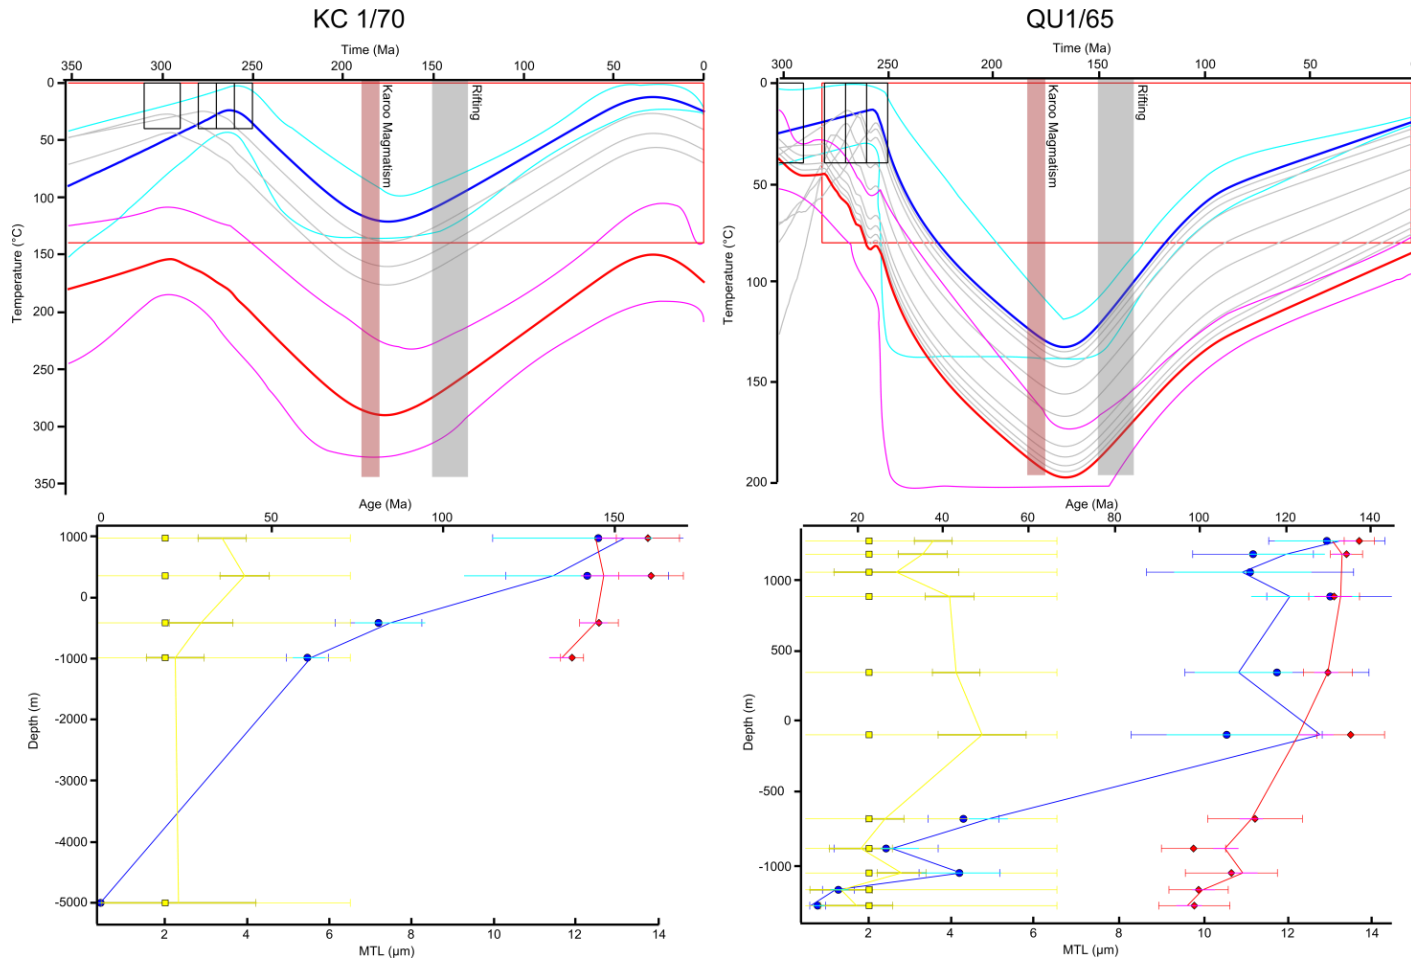 KC 1/70
QU1/65
Time (Ma)
350 300 250 200 150 100 50 0
Time (Ma)
300 250 200 150 100 50 0
Temperature (°C)
0
50
100
150
200
250
300
350
Karoo Magmatism
Rifting
Temperature (°C)
0
50
100
150
200
Karoo Magmatism
Rifting
Age (Ma)
0 50 100 150
Depth (m)
1000
0
-1000
-2000
-3000
-4000
-5000
2 4 6 8 10 12 14
MTL (µm)
Age (Ma)
20 40 60 80 100 120 140
Depth (m)
1000
500
0
-500
-1000
2 4 6 8 10 12 14
MTL (µm)